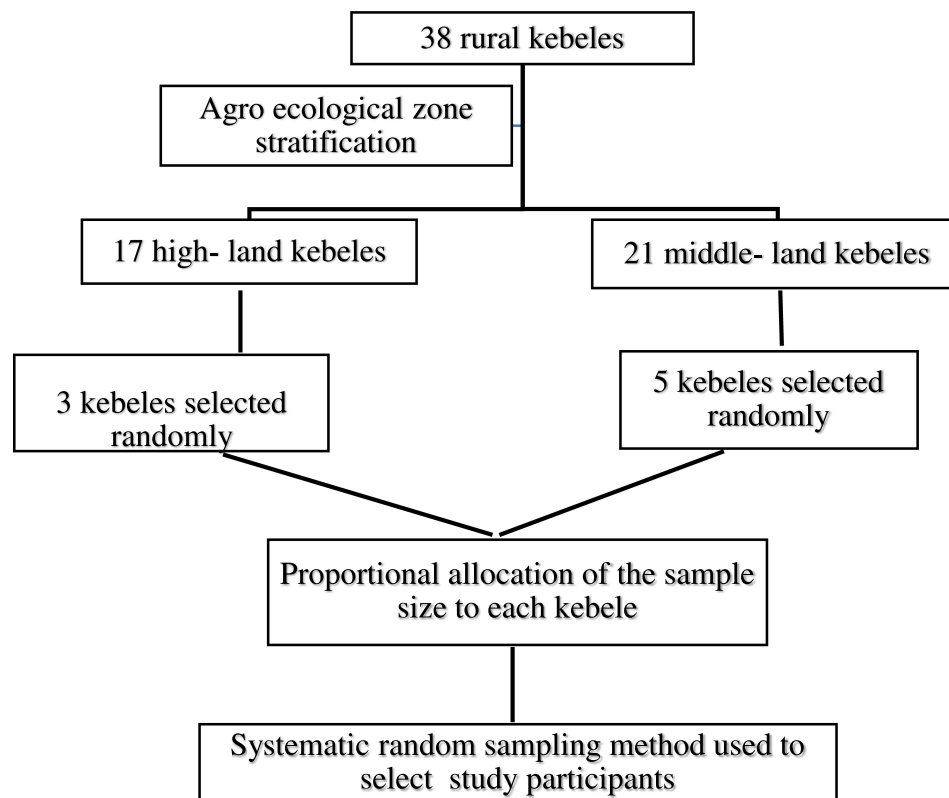 38 rural kebeles
Agro ecological zone
stratification
17 high- land kebeles
21 middle- land kebeles
3 kebeles selected
randomly
5 kebeles selected
randomly
Proportional allocation of the sample
size to each kebele
Systematic random sampling method used to
select study participants